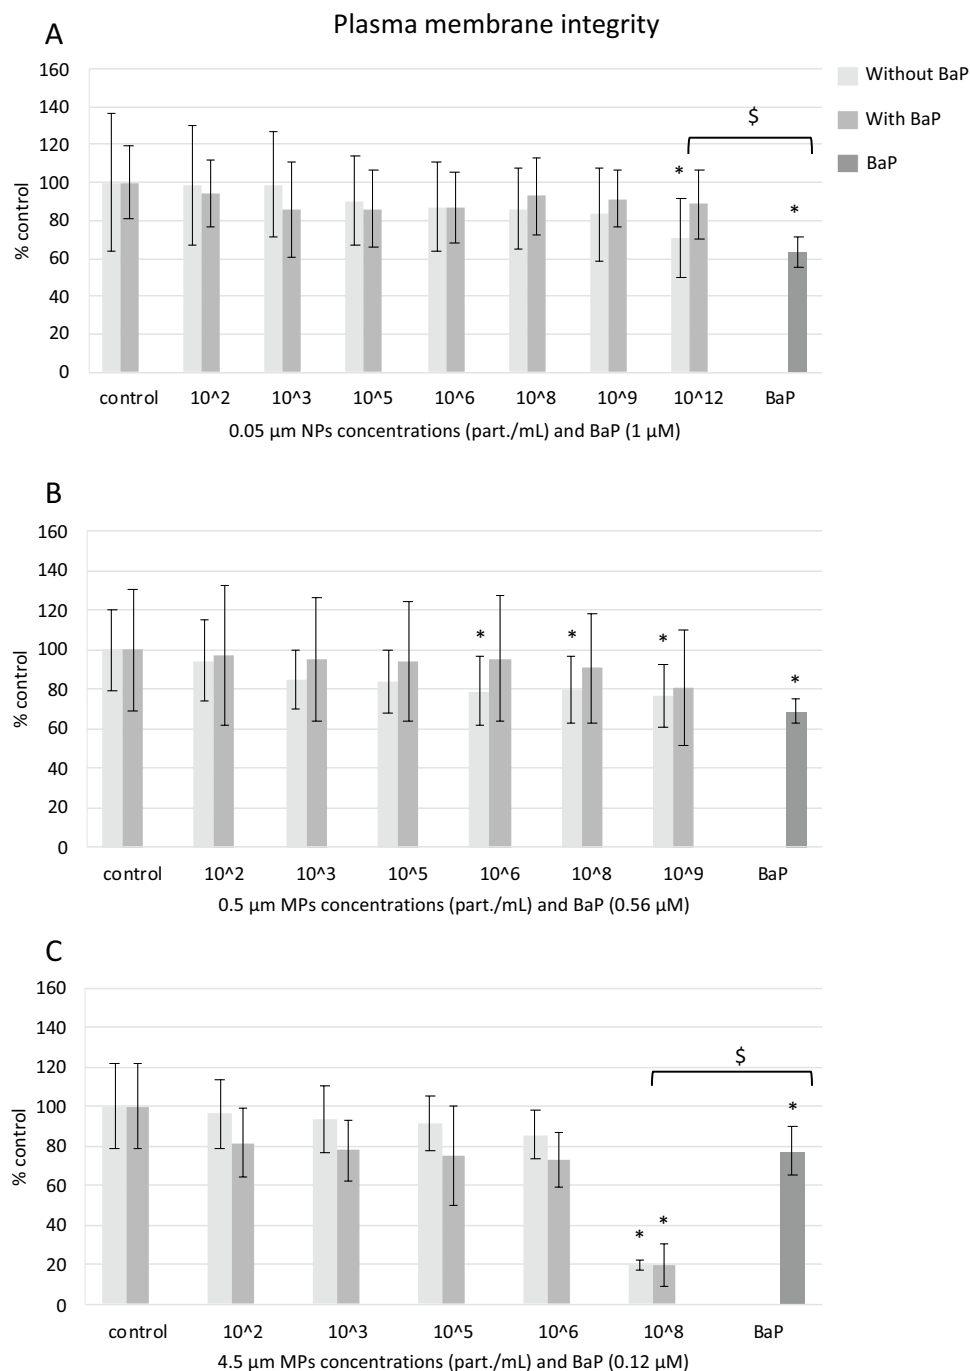 Plasma membrane integrity
A
160
140
120
100
80
60
40
20
0
% control
$
*
*
control 10^2 10^3 10^5 10^6 10^8 10^9 10^12 BaP
0.05 µm NPs concentrations (part./mL) and BaP (1 µM)
Without BaP
With BaP
BaP
B
160
140
120
100
80
60
40
20
0
% control
* * * *
control 10^2 10^3 10^5 10^6 10^8 10^9 BaP
0.5 µm MPs concentrations (part./mL) and BaP (0.56 µM)
C
160
140
120
100
80
60
40
20
0
% control
$
*
* *
control 10^2 10^3 10^5 10^6 10^8 BaP
4.5 µm MPs concentrations (part./mL) and BaP (0.12 µM)